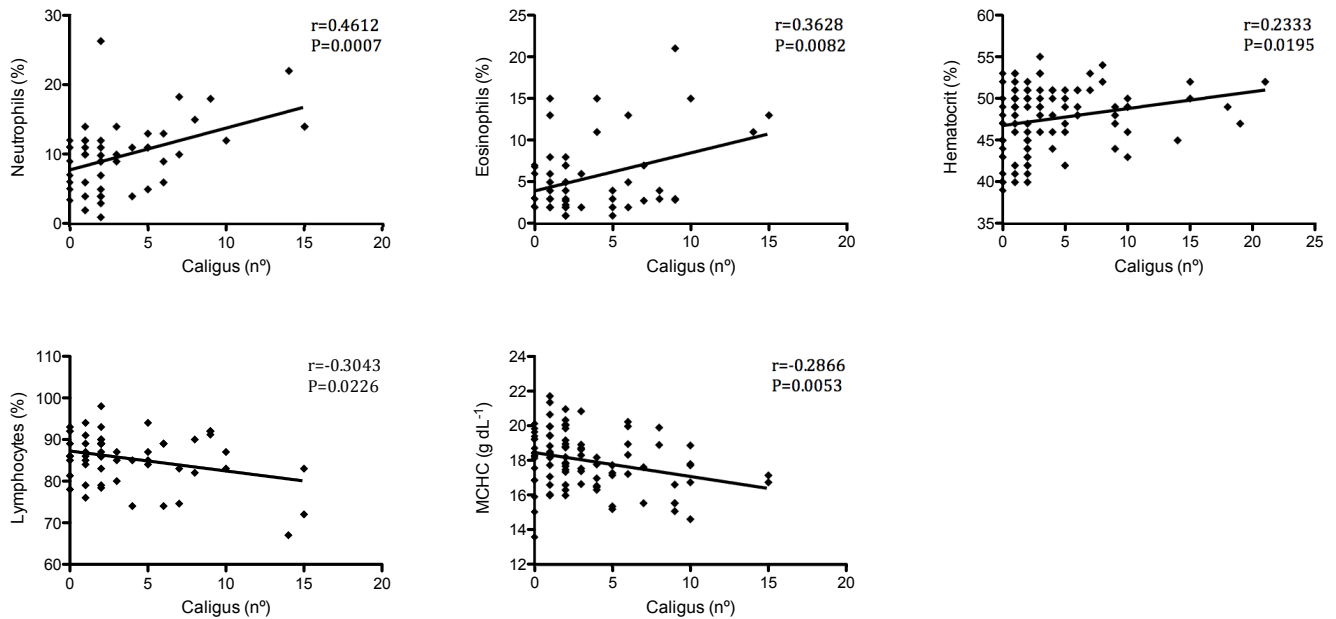 Neutrophils (%)
30
20
10
0
0 5 10 15 20
Caligus (nº)
r=0.4612
P=0.0007
Eosinophils (%)
25
20
15
10
5
0
0 5 10 15 20
Caligus (nº)
r=0.3628
P=0.0082
Hematocrit (%)
60
55
50
45
40
35
0 5 10 15 20 25
Caligus (nº)
r=0.2333
P=0.0195
Lymphocytes (%)
110
100
90
80
70
60
0 5 10 15 20
Caligus (nº)
r=-0.3043
P=0.0226
MCHC (g dL⁻¹)
24
22
20
18
16
14
12
0 5 10 15 20
Caligus (nº)
r=-0.2866
P=0.0053